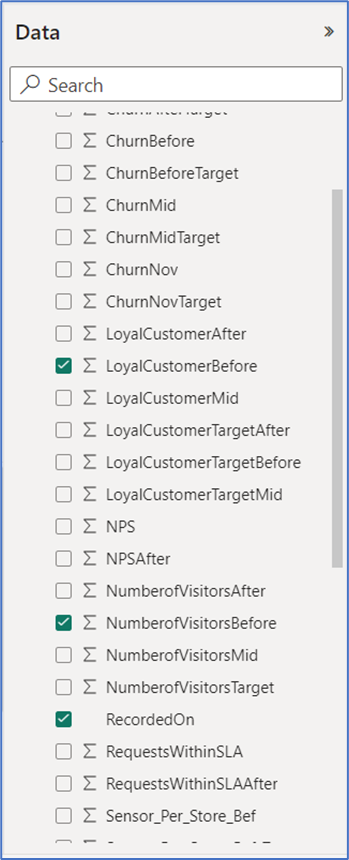 Data
Search
ChurnAfterTarget
ChurnBefore
ChurnBeforeTarget
ChurnMid
ChurnMidTarget
ChurnNov
ChurnNovTarget
LoyalCustomerAfter
LoyalCustomerBefore
LoyalCustomerMid
LoyalCustomerTargetAfter
LoyalCustomerTargetBefore
LoyalCustomerTargetMid
NPS
NPSAfter
NumberofVisitorsAfter
NumberofVisitorsBefore
NumberofVisitorsMid
NumberofVisitorsTarget
RecordedOn
RequestsWithinSLA
RequestsWithinSLAAfter
Sensor_Per_Store_Bef